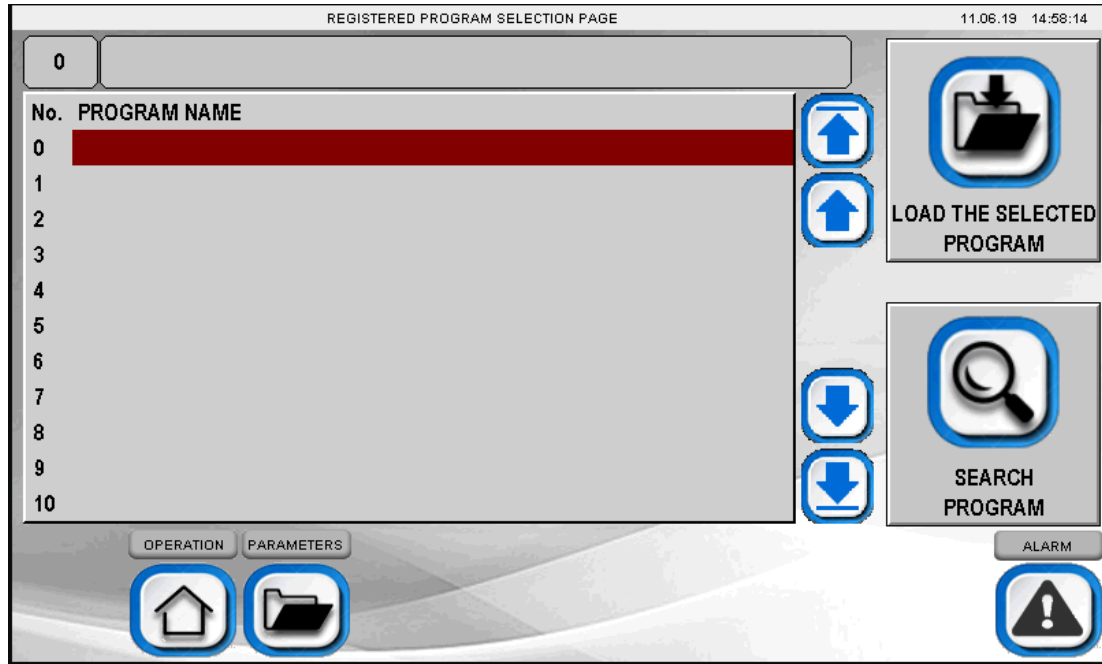 REGISTERED PROGRAM SELECTION PAGE 11.06.19 14:58:14
0
No. PROGRAM NAME
0
1
2
3
4
5
6
7
8
9
10
LOAD THE SELECTED
PROGRAM
SEARCH
PROGRAM
OPERATION PARAMETERS ALARM